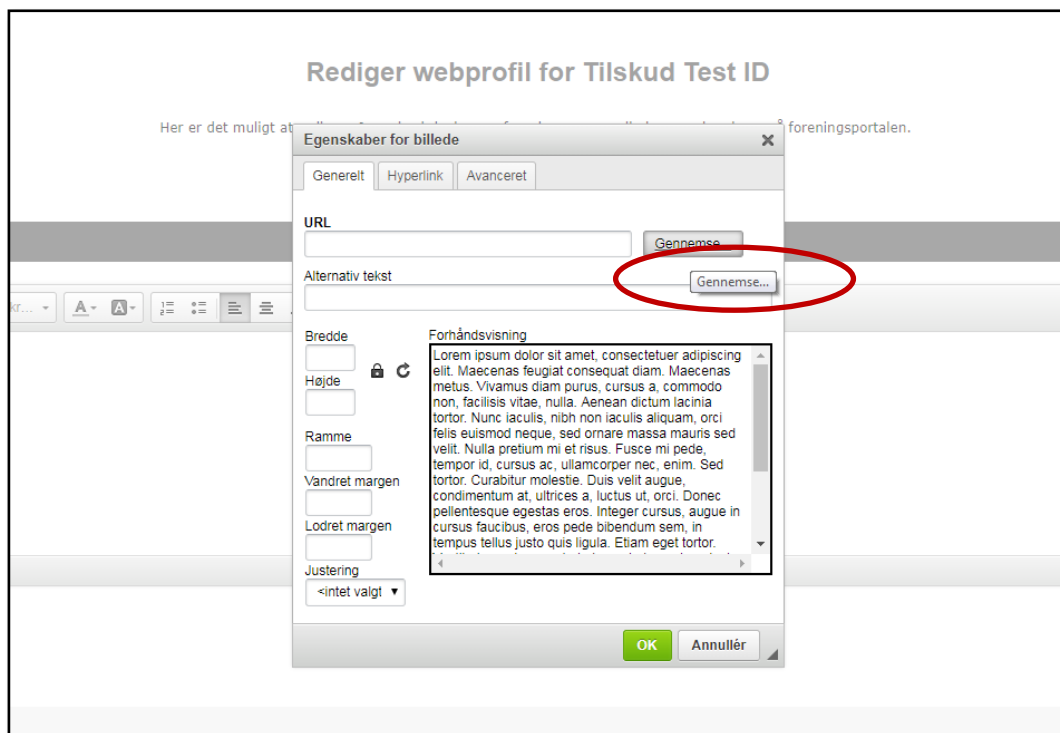 Rediger webprofil for Tilskud Test ID
Her er det muligt at
foreningsportalen.
Egenskaber for billede
Generelt Hyperlink Avanceret
URL
Gennemse...
Alternativ tekst
Gennemse...
kr...
A A
Bredde
Højde
Ramme
Vandret margen
Lodret margen
Justering
<intet valgt
Forhåndsvisning
Lorem ipsum dolor sit amet, consectetuer adipiscing
elit. Maecenas feugiat consequat diam. Maecenas
metus. Vivamus diam purus, cursus a, commodo
non, facilisis vitae, nulla. Aenean dictum lacinia
tortor. Nunc iaculis, nibh non iaculis aliquam, orci
felis euismod neque, sed ornare massa mauris sed
velit. Nulla pretium mi et risus. Fusce mi pede,
tempor id, cursus ac, ullamcorper nec, enim. Sed
tortor. Curabitur molestie. Duis velit augue,
condimentum at, ultrices a, luctus ut, orci. Donec
pellentesque egestas eros. Integer cursus, augue in
cursus faucibus, eros pede bibendum sem, in
tempus tellus justo quis ligula. Etiam eget tortor.
OK Annullér